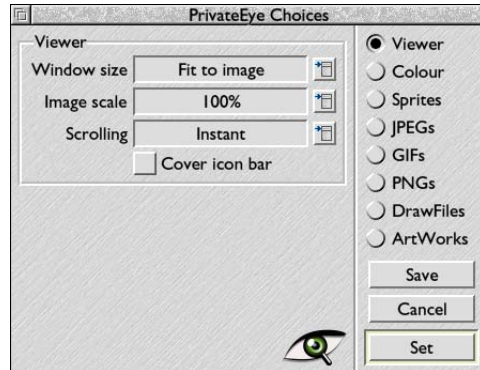 PrivateEye Choices
Viewer
Window size Fit to image
Image scale 100%
Scrolling Instant
Cover icon bar
Viewer
Colour
Sprites
JPEGs
GIFs
PNGs
DrawFiles
ArtWorks
Save
Cancel
Set